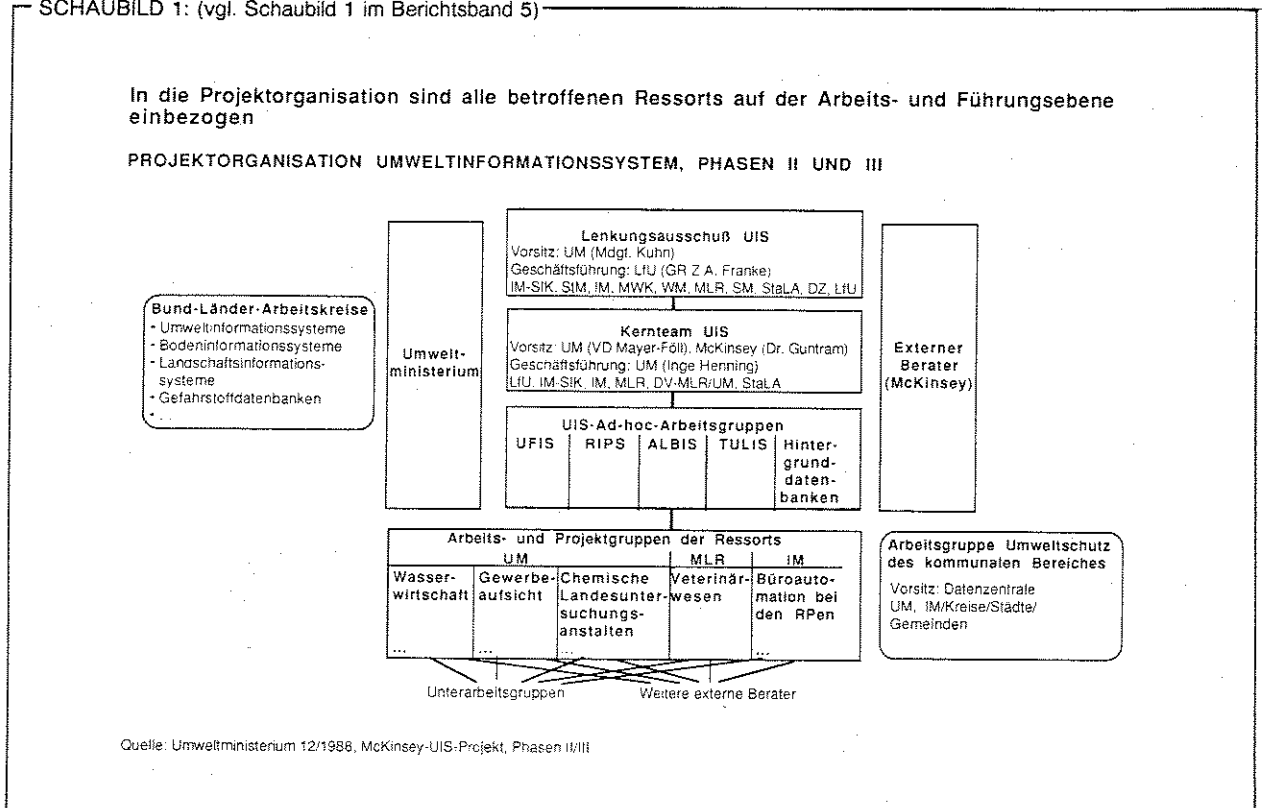 SCHAUBILD 1: (vgl. Schaubild 1 im Berichtsband 5)
In die Projektorganisation sind alle betroffenen Ressorts auf der Arbeits- und Führungsebene
einbezogen
PROJEKTORGANISATION UMWELTINFORMATIONSSYSTEM, PHASEN II UND III
Bund-Länder-Arbeitskreise
- Umweltinformationssysteme
- Bodeninformationssysteme
- Landschaftsinformations-
systeme
- Gefahrstoffdatenbanken
- ...
Umwelt-
ministerium
Lenkungsausschuß UIS
Vorsitz: UM (Mdgt. Kuhn)
Geschäftsführung: LfU (GR Z A. Franke)
IM-StK, StM, IM, MWK, WM, MLR, SM, StaLA, DZ, LfU
Kernteam UIS
Vorsitz: UM (VD Mayer-Föll), McKinsey (Dr. Guntram)
Geschäftsführung: UM (Inge Henning)
LfU, IM-StK, IM, MLR, DV-MLR/UM, StaLA
UIS-Ad-hoc-Arbeitsgruppen
UFIS
RIPS
ALBIS
TULIS
Hinter-
grund-
daten-
banken
Externer
Berater
(McKinsey)
Arbeits- und Projektgruppen der Ressorts
UM
MLR
IM
Wasser-
wirtschaft
...
Gewerbe-
aufsicht
...
Chemische
Landesunter-
suchungs-
anstalten
...
Veterinär-
wesen
Büroauto-
mation bei
den RPen
...
Unterarbeitsgruppen
Weitere externe Berater
Arbeitsgruppe Umweltschutz
des kommunalen Bereiches
Vorsitz: Datenzentrale
UM, IM/Kreise/Städte/
Gemeinden
Quelle: Umweltministerium 12/1988, McKinsey-UIS-Projekt, Phasen II/III